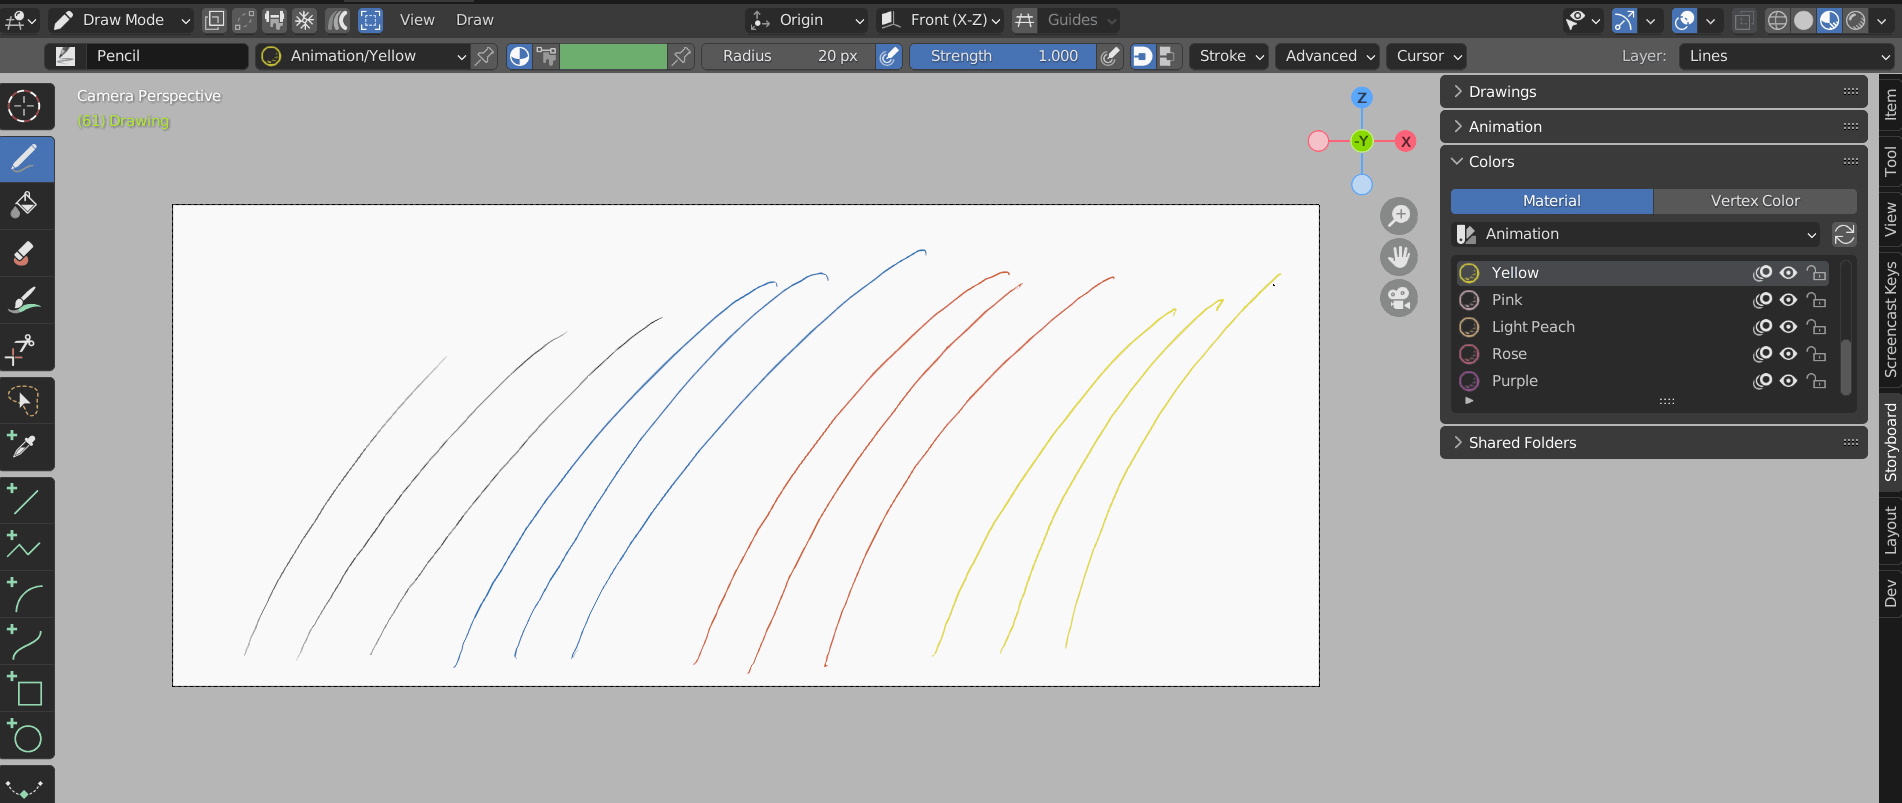 Draw Mode View Draw Origin Front (X-Z) Guides
Pencil Animation/Yellow Radius 20 px Strength 1.000 Stroke Advanced Cursor Layer: Lines
Camera Perspective
(61) Drawing
Z
-Y
X
Drawings
Animation
Colors
Material Vertex Color
Animation
Yellow
Pink
Light Peach
Rose
Purple
Shared Folders
Item
Tool
View
Screencast Keys
Storyboard
Layout
Dev